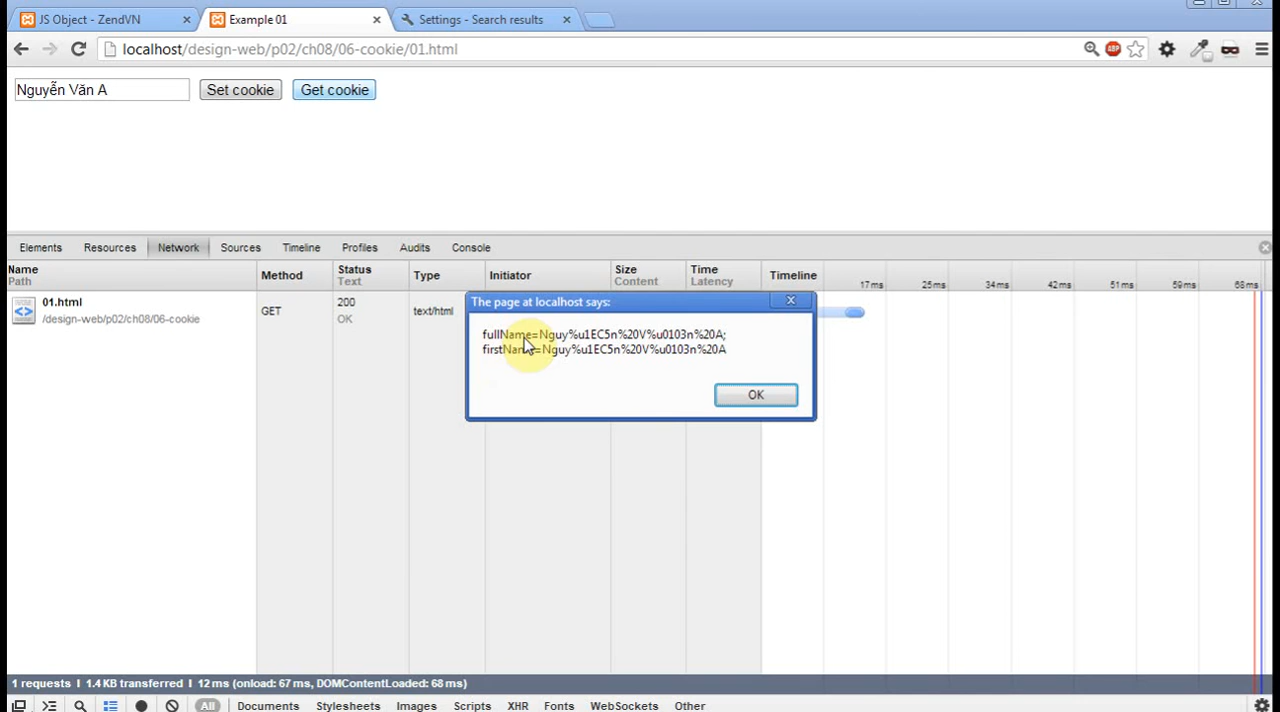 JS Object - ZendVN
Example 01
Settings - Search results
localhost/design-web/p02/ch08/06-cookie/01.html
ABP
Nguyễn Văn A
Set cookie
Get cookie
Elements Resources Network Sources Timeline Profiles Audits Console
Name Method Status Type Initiator Size Time Timeline
Path Text Content Latency 17ms 25ms 34ms 42ms 51ms 59ms 68ms
01.html GET 200 text/html
/design-web/p02/ch08/06-cookie OK
The page at localhost says:
fullName=Nguy%u1EC5n%20V%u0103n%20A;
firstName=Nguy%u1EC5n%20V%u0103n%20A
OK
1 requests | 1.4KB transferred | 12ms (onload: 67 ms, DOMContentLoaded: 68 ms)
All Documents Stylesheets Images Scripts XHR Fonts WebSockets Other